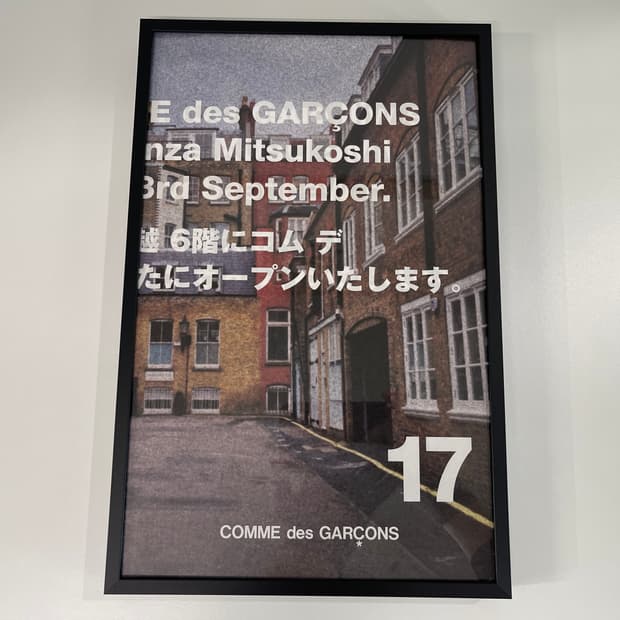 E des GARÇONS
nza Mitsukoshi
3rd September.
越 6階にコム デ
たにオープンいたします。
17
COMME des GARÇONS